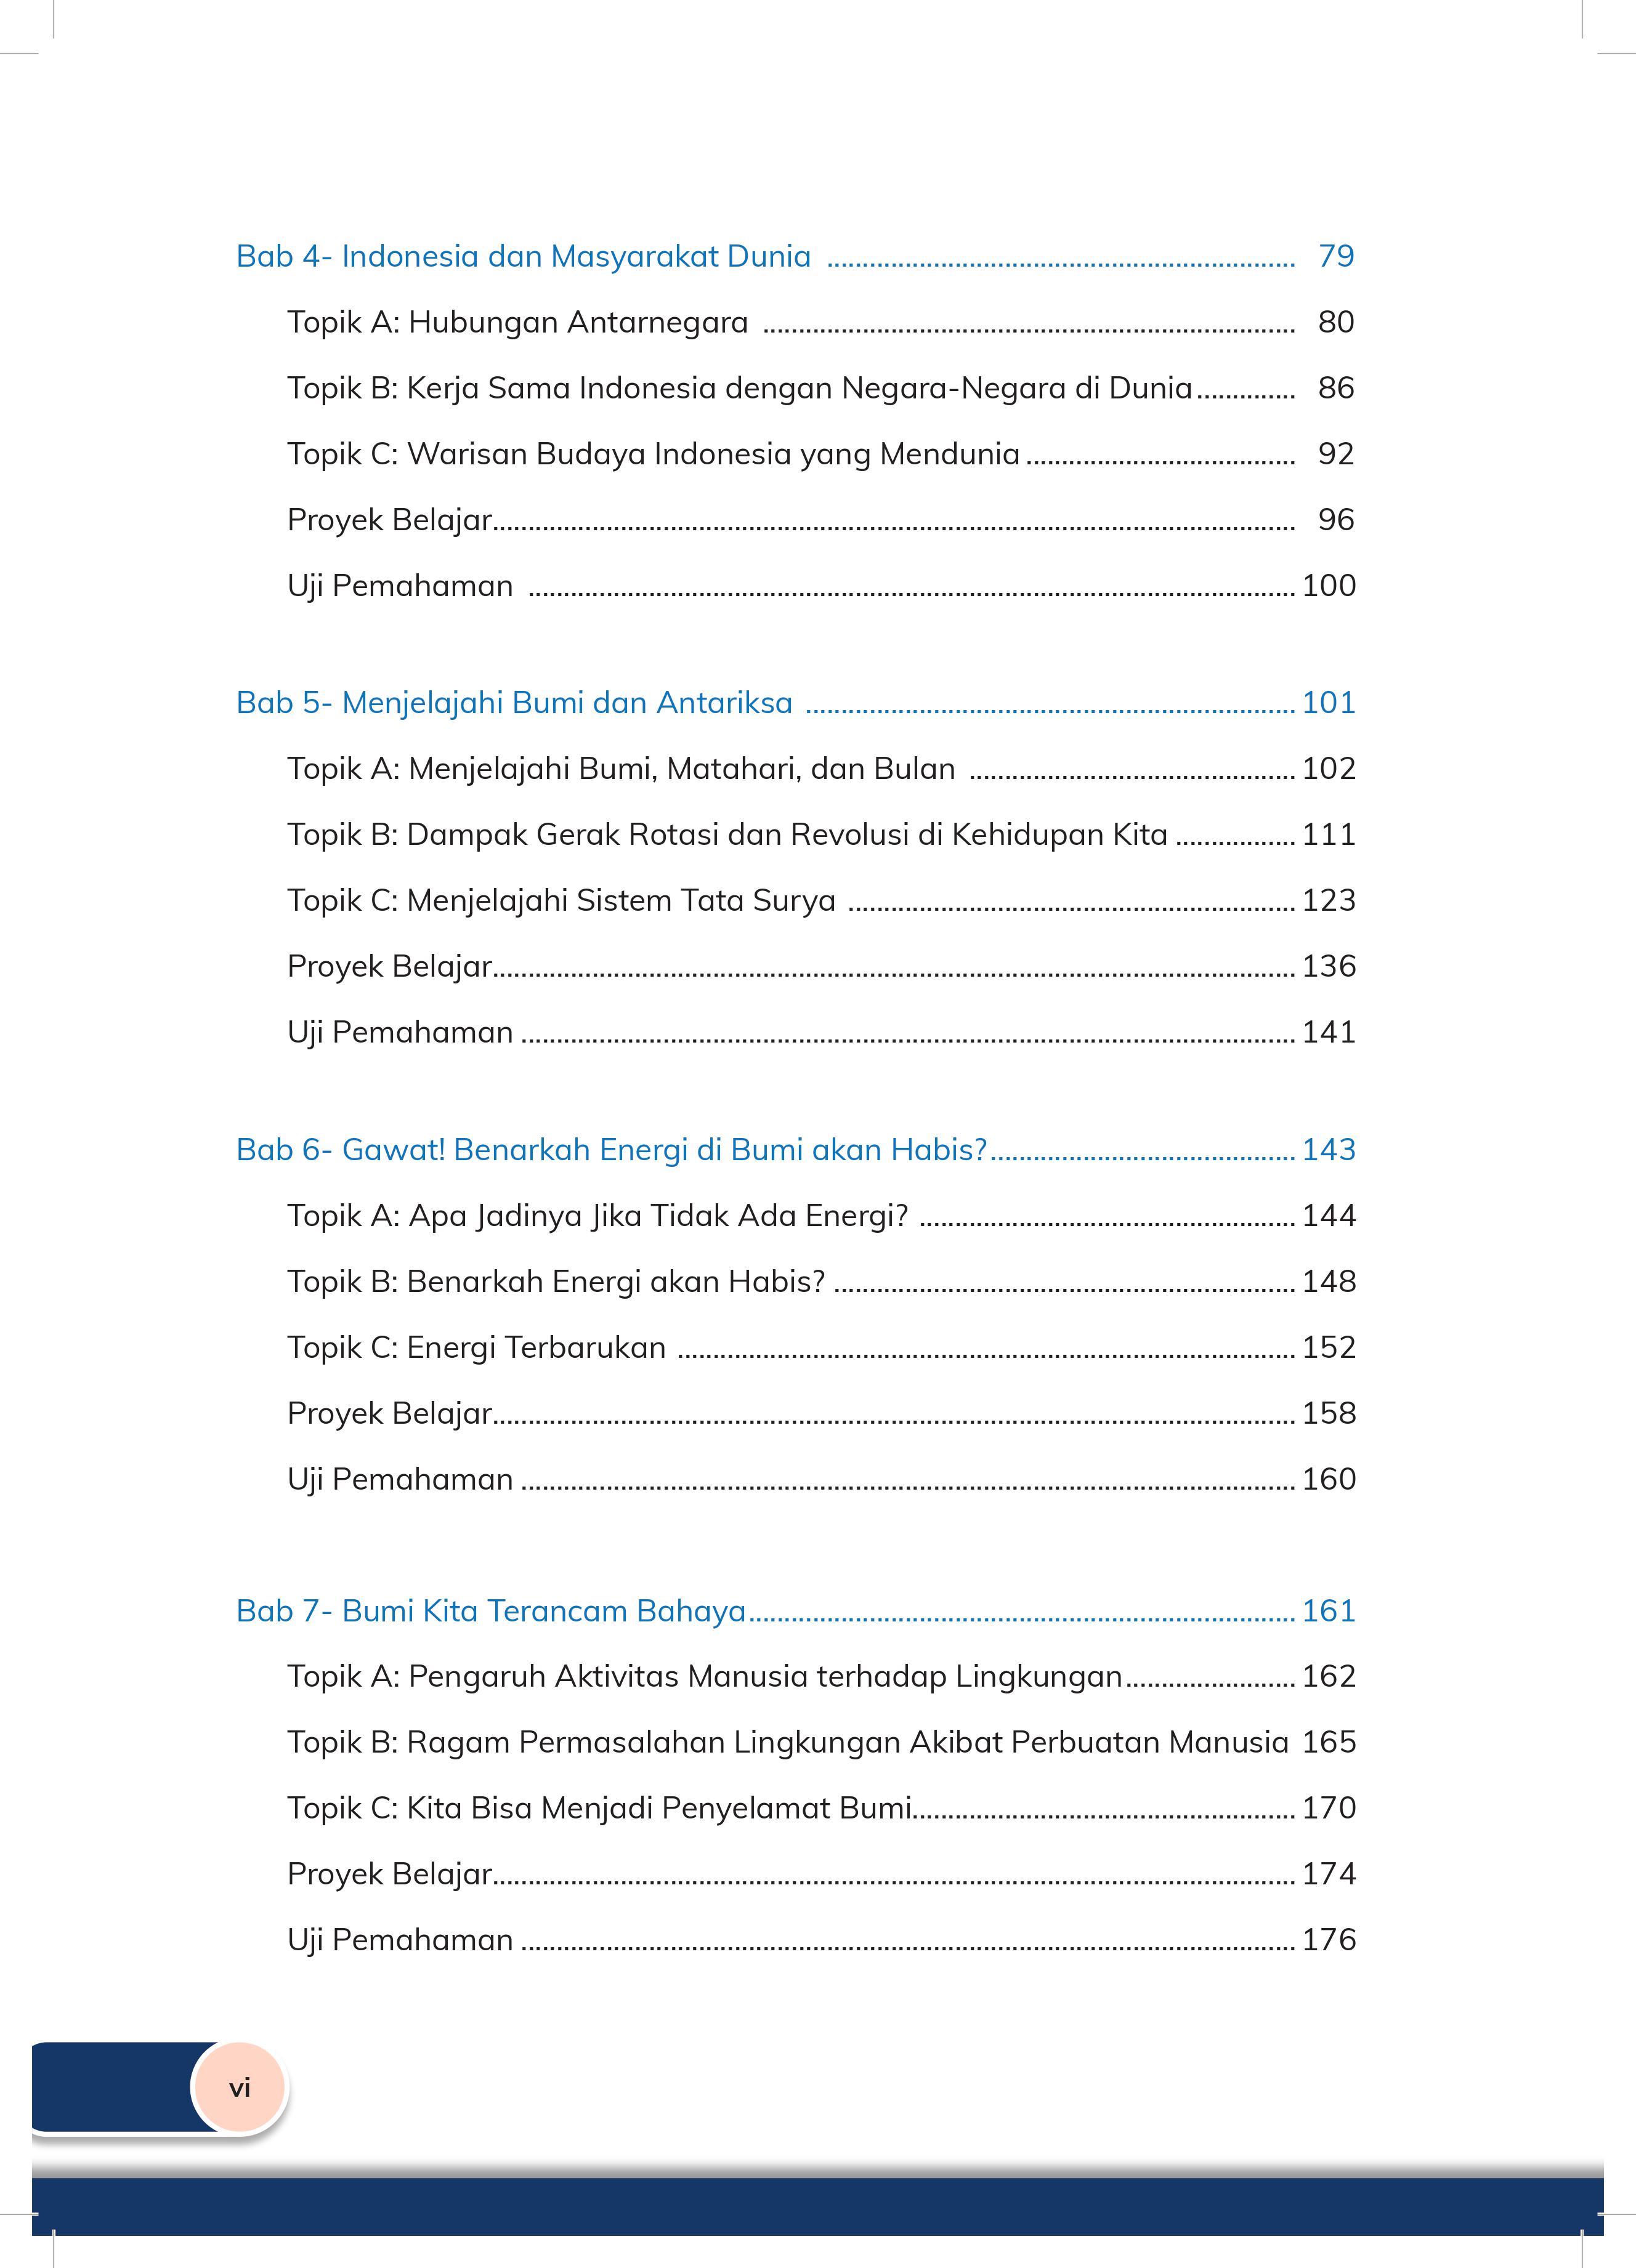 Bab 4- Indonesia dan Masyarakat Dunia ........................ 79
Topik A: Hubungan Antarnegara ........................ 80
Topik B: Kerja Sama Indonesia dengan Negara-Negara di Dunia .............. 86
Topik C: Warisan Budaya Indonesia yang Mendunia ........................ 92
Proyek Belajar ........................ 96
Uji Pemahaman ........................ 100
Bab 5- Menjelajahi Bumi dan Antariksa ........................ 101
Topik A: Menjelajahi Bumi, Matahari, dan Bulan ........................ 102
Topik B: Dampak Gerak Rotasi dan Revolusi di Kehidupan Kita ................. 111
Topik C: Menjelajahi Sistem Tata Surya ........................ 123
Proyek Belajar ........................ 136
Uji Pemahaman ........................ 141
Bab 6- Gawat! Benarkah Energi di Bumi akan Habis? ........................ 143
Topik A: Apa Jadinya Jika Tidak Ada Energi? ........................ 144
Topik B: Benarkah Energi akan Habis? ........................ 148
Topik C: Energi Terbarukan ........................ 152
Proyek Belajar ........................ 158
Uji Pemahaman ........................ 160
Bab 7- Bumi Kita Terancam Bahaya ........................ 161
Topik A: Pengaruh Aktivitas Manusia terhadap Lingkungan ........................ 162
Topik B: Ragam Permasalahan Lingkungan Akibat Perbuatan Manusia 165
Topik C: Kita Bisa Menjadi Penyelamat Bumi ........................ 170
Proyek Belajar ........................ 174
Uji Pemahaman ........................ 176
vi